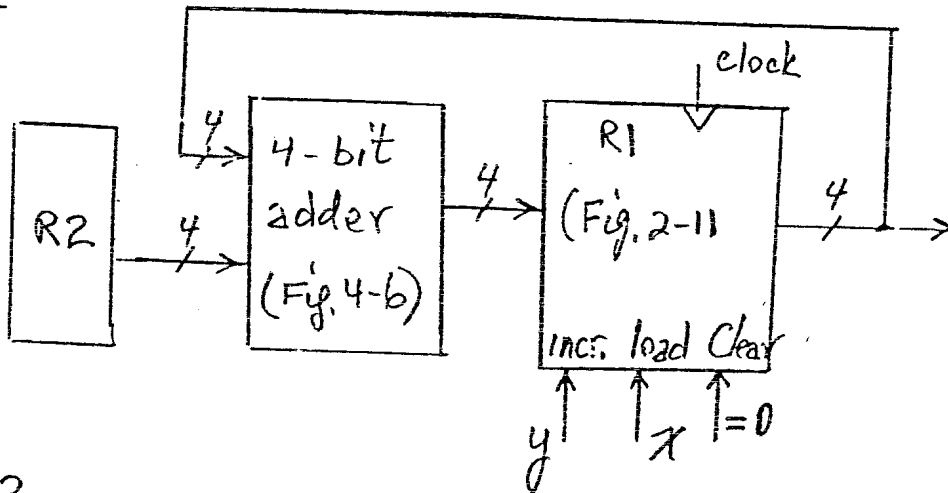 clock
4
4-bit
adder
(Fig. 4-6)
R2
4
4
R1
(Fig. 2-11
4
incr. load Clear
y
x
=0
2